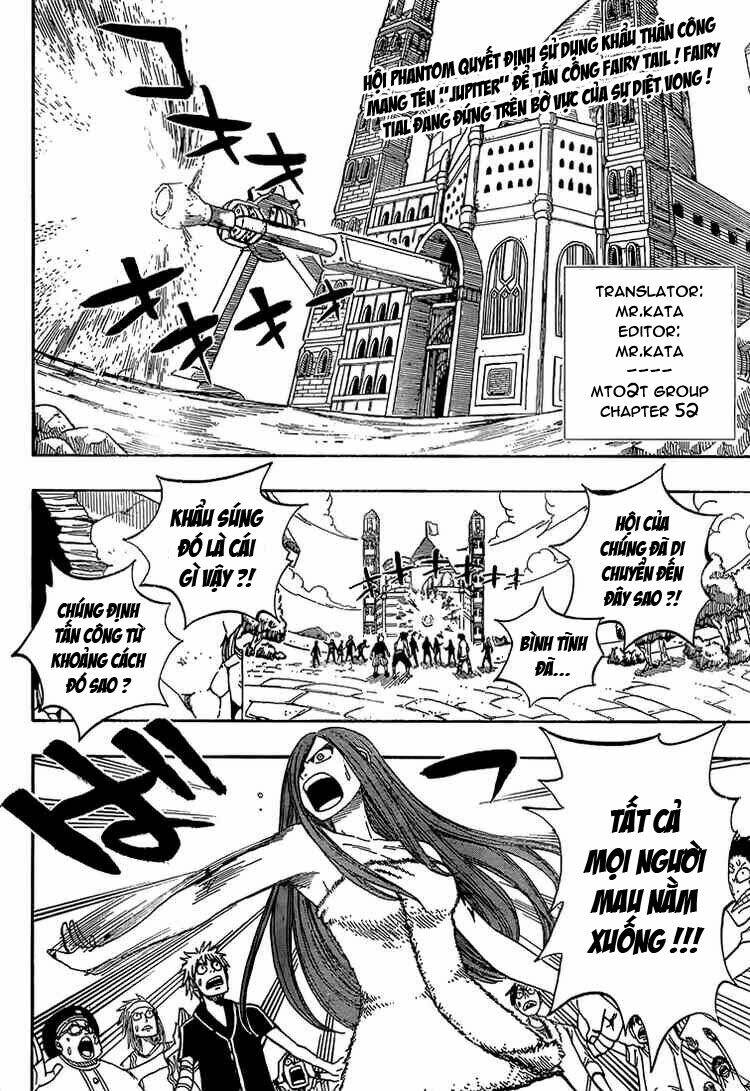 HỘI PHANTOM QUYẾT ĐỊNH SỬ DỤNG KHẨU THẦN CÔNG
MANG TÊN "JUPITER" ĐỂ TẤN CÔNG FAIRY TAIL ! FAIRY
TIAL ĐANG ĐỨNG TRÊN BỜ VỰC CỦA SỰ DIỆT VONG !
TRANSLATOR:
MR.KATA
EDITOR:
MR.KATA
----
MTO2T GROUP
CHAPTER 52
HỘI CỦA
CHÚNG ĐÃ DI
CHUYỂN ĐẾN
ĐÂY SAO ?!
BÌNH TĨNH
ĐÃ...
KHẨU SÚNG
ĐÓ LÀ CÁI
GÌ VẬY ?!
CHÚNG ĐỊNH
TẤN CÔNG TỪ
KHOẢNG CÁCH
ĐÓ SAO ?
TẤT CẢ
MỌI NGƯỜI
MAU NẰM
XUỐNG !!!